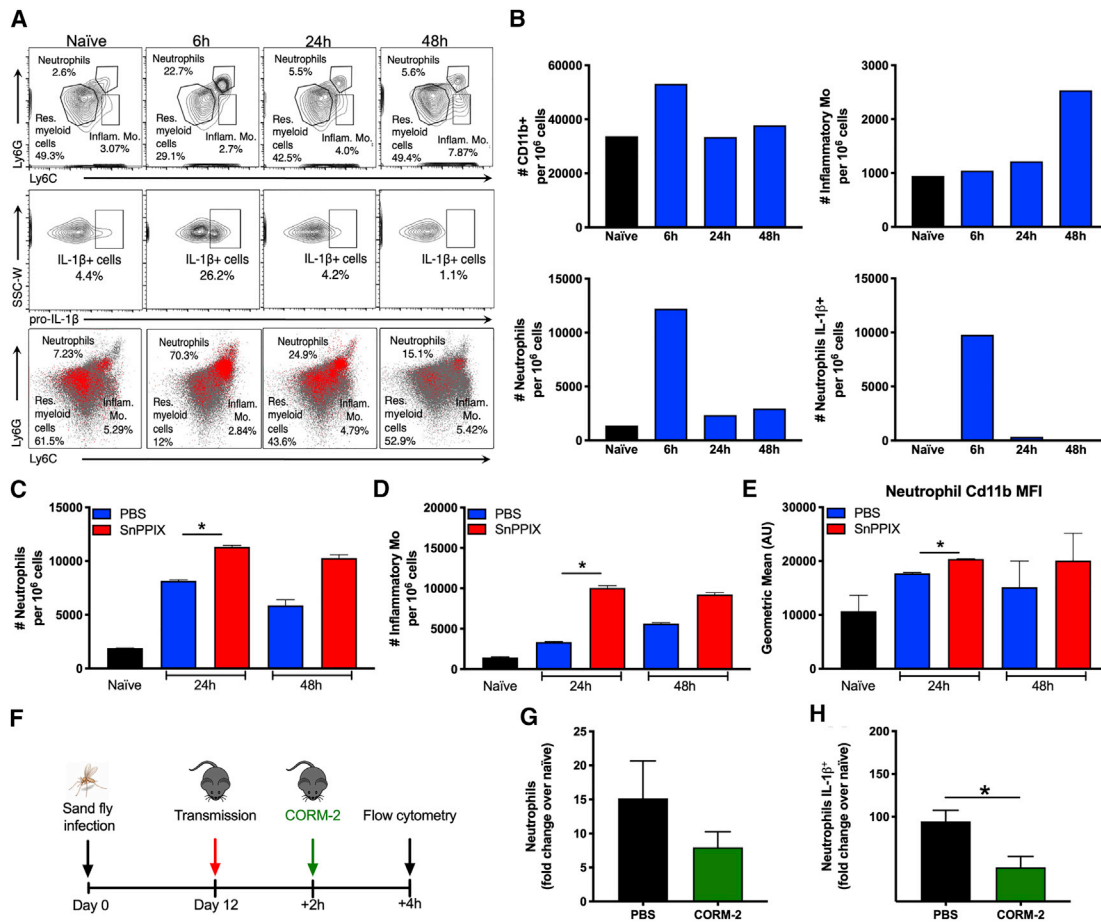 A
Naïve
6h
24h
48h
Neutrophils
2.6%
Neutrophils
22.7%
Neutrophils
5.5%
Neutrophils
5.6%
Res.
myeloid
cells
49.3%
Inflam. Mo.
3.07%
Res.
myeloid
cells
29.1%
Inflam. Mo.
2.7%
Res.
myeloid
cells
42.5%
Inflam. Mo.
4.0%
Res.
myeloid
cells
49.4%
Inflam. Mo.
7.87%
Ly6G
Ly6C
IL-1β+ cells
4.4%
IL-1β+ cells
26.2%
IL-1β+ cells
4.2%
IL-1β+ cells
1.1%
SSC-W
pro-IL-1β
Neutrophils
7.23%
Neutrophils
70.3%
Neutrophils
24.9%
Neutrophils
15.1%
Res.
myeloid
cells
61.5%
Inflam.
Mo.
5.29%
Res.
myeloid
cells
12%
Inflam.
Mo.
2.84%
Res.
myeloid
cells
43.6%
Inflam.
Mo.
4.79%
Res.
myeloid
cells
52.9%
Inflam.
Mo.
5.42%
Ly6G
Ly6C
B
# CD11b+
per 10⁶ cells
60000
40000
20000
0
Naïve 6h 24h 48h
# Inflammatory Mo
per 10⁶ cells
3000
2000
1000
0
Naïve 6h 24h 48h
# Neutrophils
per 10⁶ cells
15000
10000
5000
0
Naïve 6h 24h 48h
# Neutrophils IL-1β+
per 10⁶ cells
15000
10000
5000
0
Naïve 6h 24h 48h
C
# Neutrophils
per 10⁶ cells
15000
10000
5000
0
PBS
SnPPIX
*
Naïve
24h
48h
D
# Inflammatory Mo
per 10⁶ cells
20000
15000
10000
5000
0
PBS
SnPPIX
*
Naïve
24h
48h
E
Neutrophil Cd11b MFI
Geometric Mean (AU)
30000
20000
10000
0
PBS
SnPPIX
*
Naïve
24h
48h
F
Sand fly
infection
Transmission
CORM-2
Flow cytometry
Day 0
Day 12
+2h
+4h
G
Neutrophils
(fold change over naïve)
25
20
15
10
5
0
PBS
CORM-2
H
Neutrophils IL-1β⁺
(fold change over naïve)
200
100
*
PBS
CORM-2